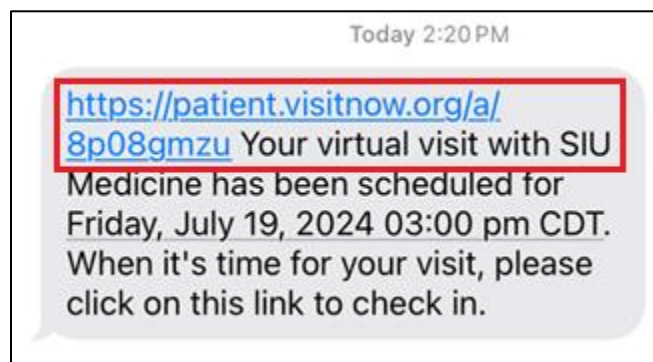 Today 2:20 PM
https://patient.visitnow.org/a/
8p08gmzu Your virtual visit with SIU
Medicine has been scheduled for
Friday, July 19, 2024 03:00 pm CDT.
When it's time for your visit, please
click on this link to check in.